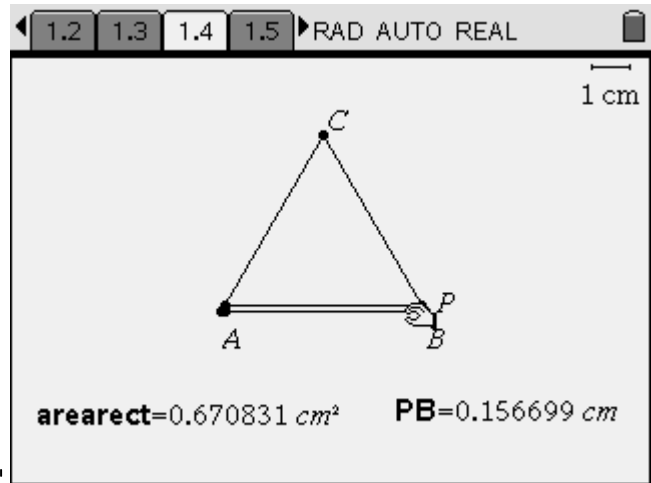 1.2 1.3 1.4 1.5 RAD AUTO REAL
1 cm
C
P
A
B
arearect=0.670831 cm²
PB=0.156699 cm